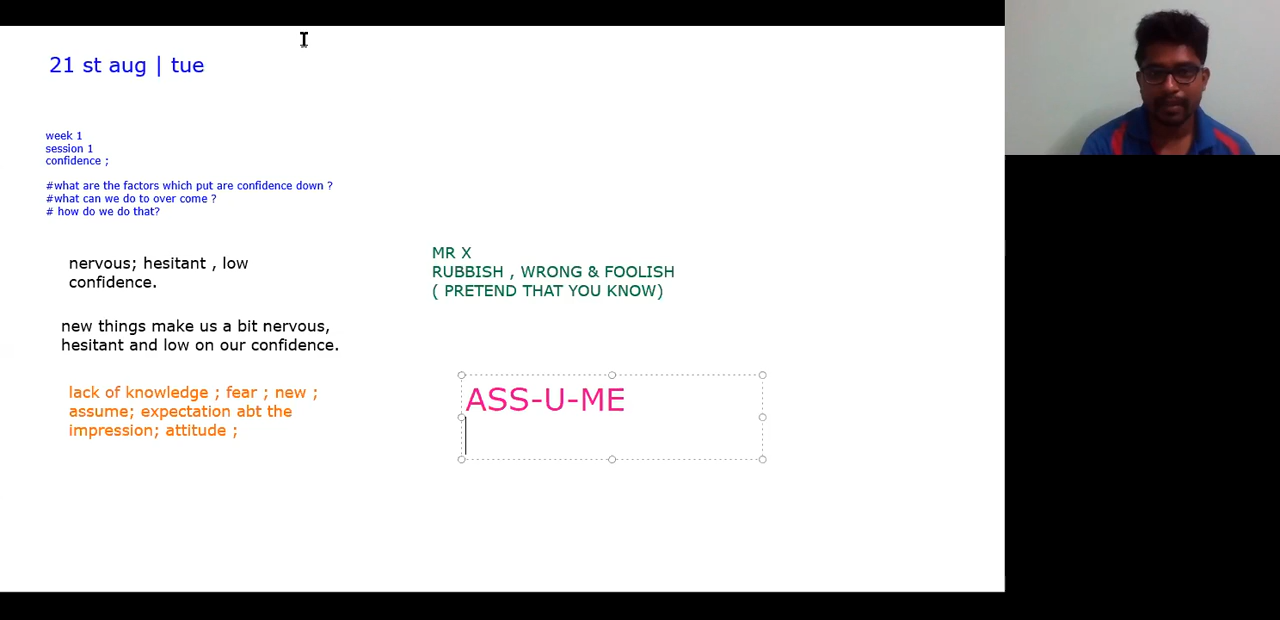 21 st aug | tue
week 1
session 1
confidence ;
#what are the factors which put are confidence down ?
#what can we do to over come ?
# how do we do that?
nervous; hesitant , low
confidence.
new things make us a bit nervous,
hesitant and low on our confidence.
lack of knowledge ; fear ; new ;
assume; expectation abt the
impression; attitude ;
MR X
RUBBISH , WRONG & FOOLISH
( PRETEND THAT YOU KNOW)
ASS-U-ME